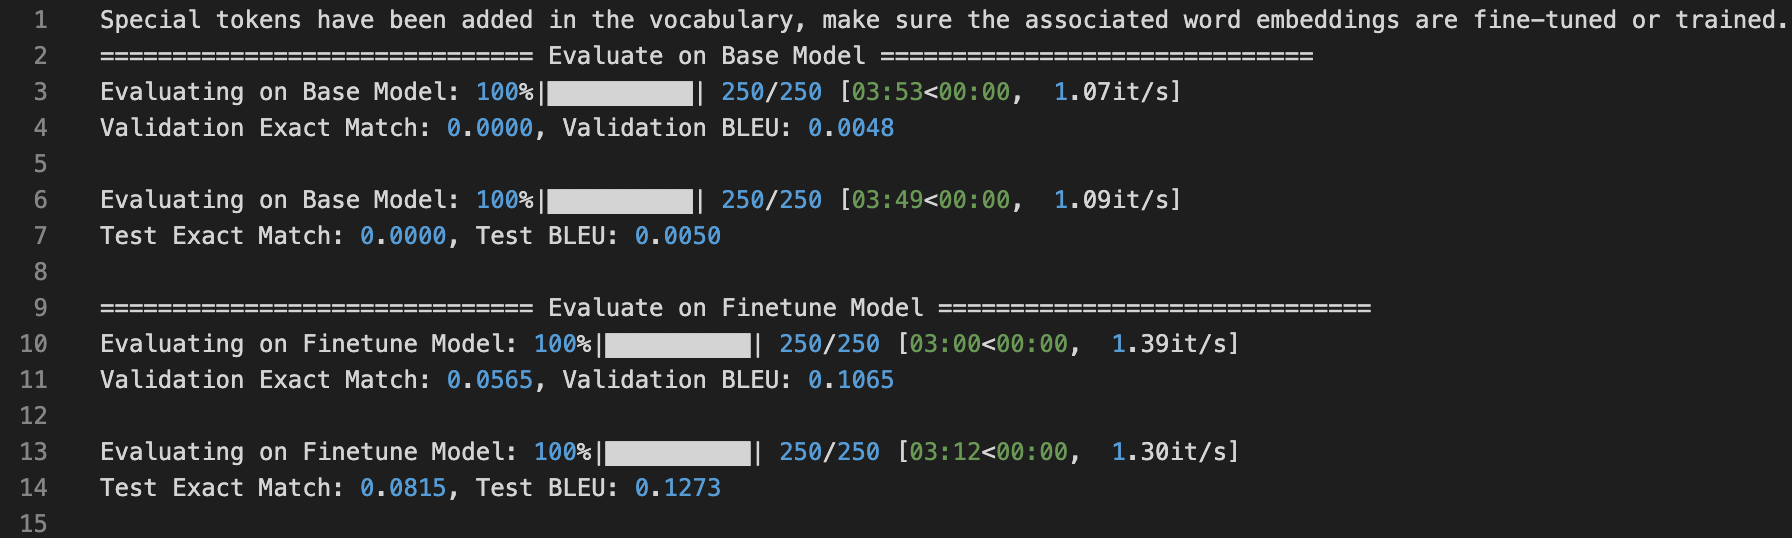 1 Special tokens have been added in the vocabulary, make sure the associated word embeddings are fine-tuned or trained.
2 ============================== Evaluate on Base Model ==============================
3 Evaluating on Base Model: 100%|██████████| 250/250 [03:53<00:00,  1.07it/s]
4 Validation Exact Match: 0.0000, Validation BLEU: 0.0048
5
6 Evaluating on Base Model: 100%|██████████| 250/250 [03:49<00:00,  1.09it/s]
7 Test Exact Match: 0.0000, Test BLEU: 0.0050
8
9 ============================== Evaluate on Finetune Model ==============================
10 Evaluating on Finetune Model: 100%|██████████| 250/250 [03:00<00:00,  1.39it/s]
11 Validation Exact Match: 0.0565, Validation BLEU: 0.1065
12
13 Evaluating on Finetune Model: 100%|██████████| 250/250 [03:12<00:00,  1.30it/s]
14 Test Exact Match: 0.0815, Test BLEU: 0.1273
15